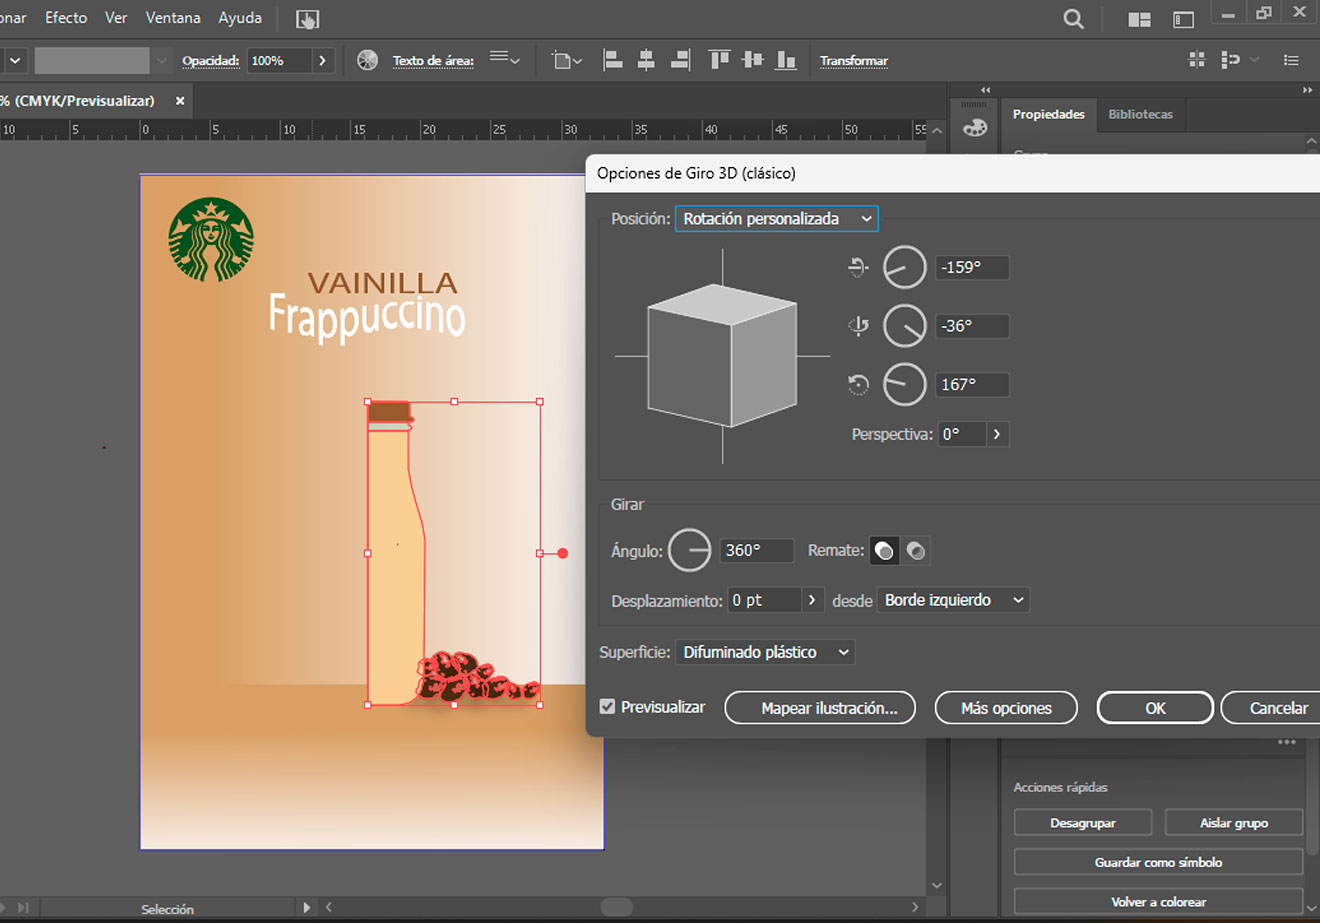 onar Efecto Ver Ventana Ayuda
Opacidad: 100% Texto de área: Transformar
% (CMYK/Previsualizar) × Propiedades Bibliotecas
10 5 0 5 10 15 20 25 30 35 40 45 50 55
Opciones de Giro 3D (clásico)
Posición: Rotación personalizada
-159°
-36°
167°
Perspectiva: 0°
VAINILLA
Frappuccino
Girar
Ángulo: 360° Remate:
Desplazamiento: 0 pt desde Borde izquierdo
Superficie: Difuminado plástico
Previsualizar Mapear ilustración... Más opciones OK Cancelar
Acciones rápidas
Desagrupar Aislar grupo
Guardar como símbolo
Volver a colorear
Selección